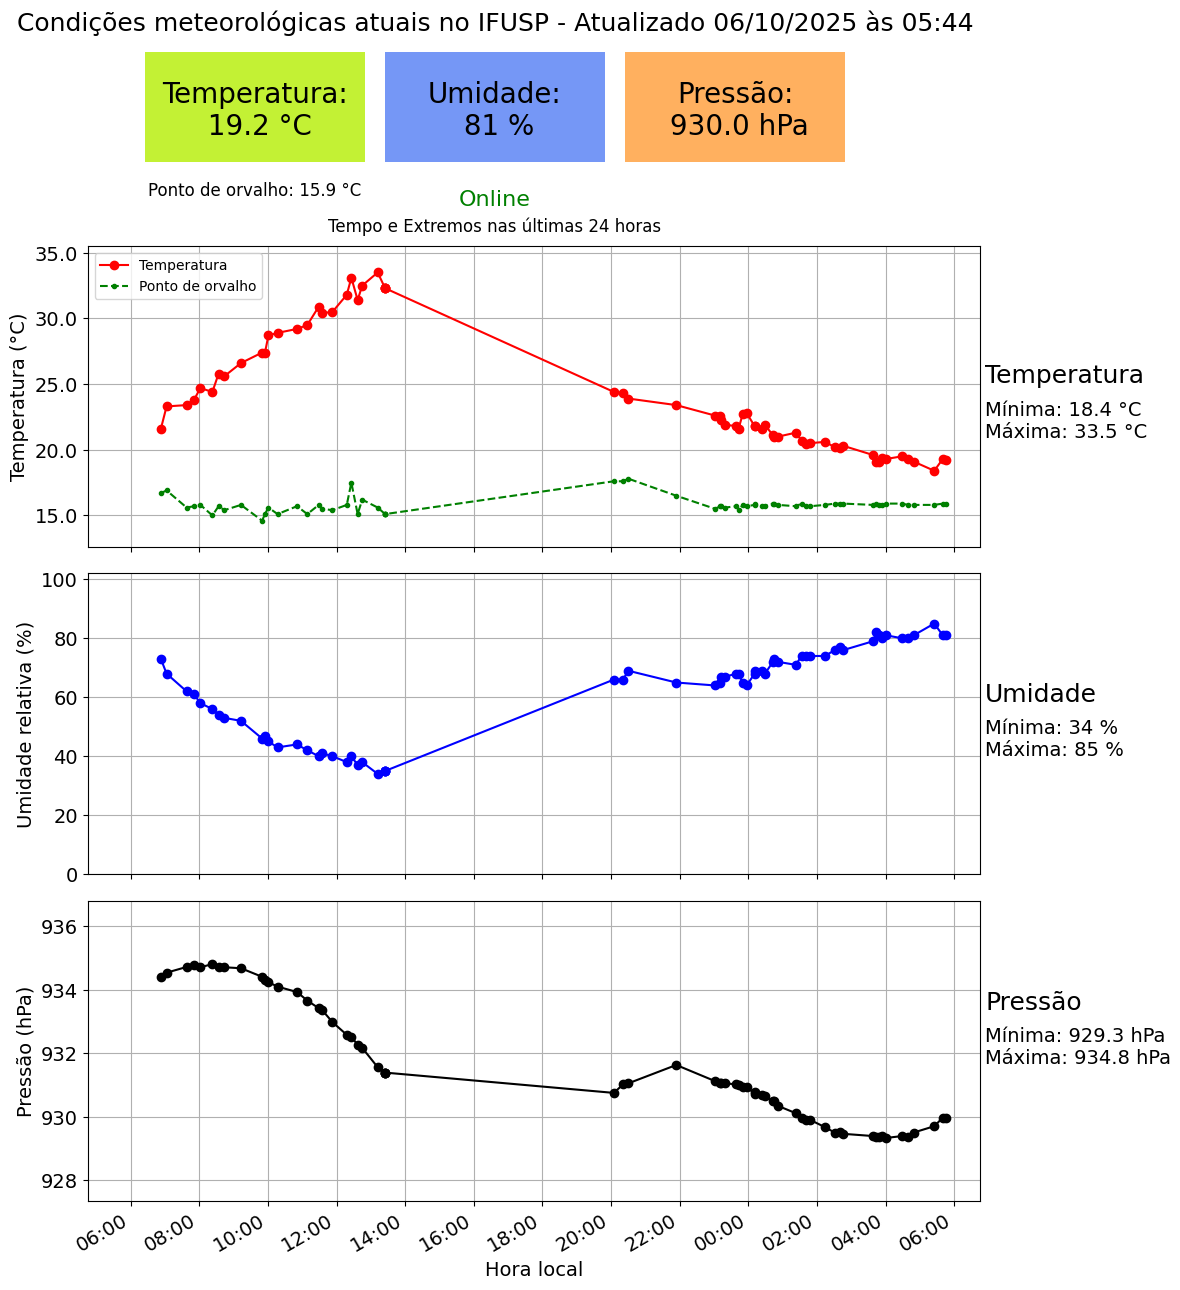 Condições meteorológicas atuais no IFUSP - Atualizado 06/10/2025 às 05:44
Temperatura:
19.2 °C
Umidade:
81 %
Pressão:
930.0 hPa
Ponto de orvalho: 15.9 °C
Online
Tempo e Extremos nas últimas 24 horas
Temperatura
Ponto de orvalho
Temperatura (°C)
35.0
30.0
25.0
20.0
15.0
Temperatura
Mínima: 18.4 °C
Máxima: 33.5 °C
Umidade relativa (%)
100
80
60
40
20
0
Umidade
Mínima: 34 %
Máxima: 85 %
Pressão (hPa)
936
934
932
930
928
Pressão
Mínima: 929.3 hPa
Máxima: 934.8 hPa
06:00 08:00 10:00 12:00 14:00 16:00 18:00 20:00 22:00 00:00 02:00 04:00 06:00
Hora local